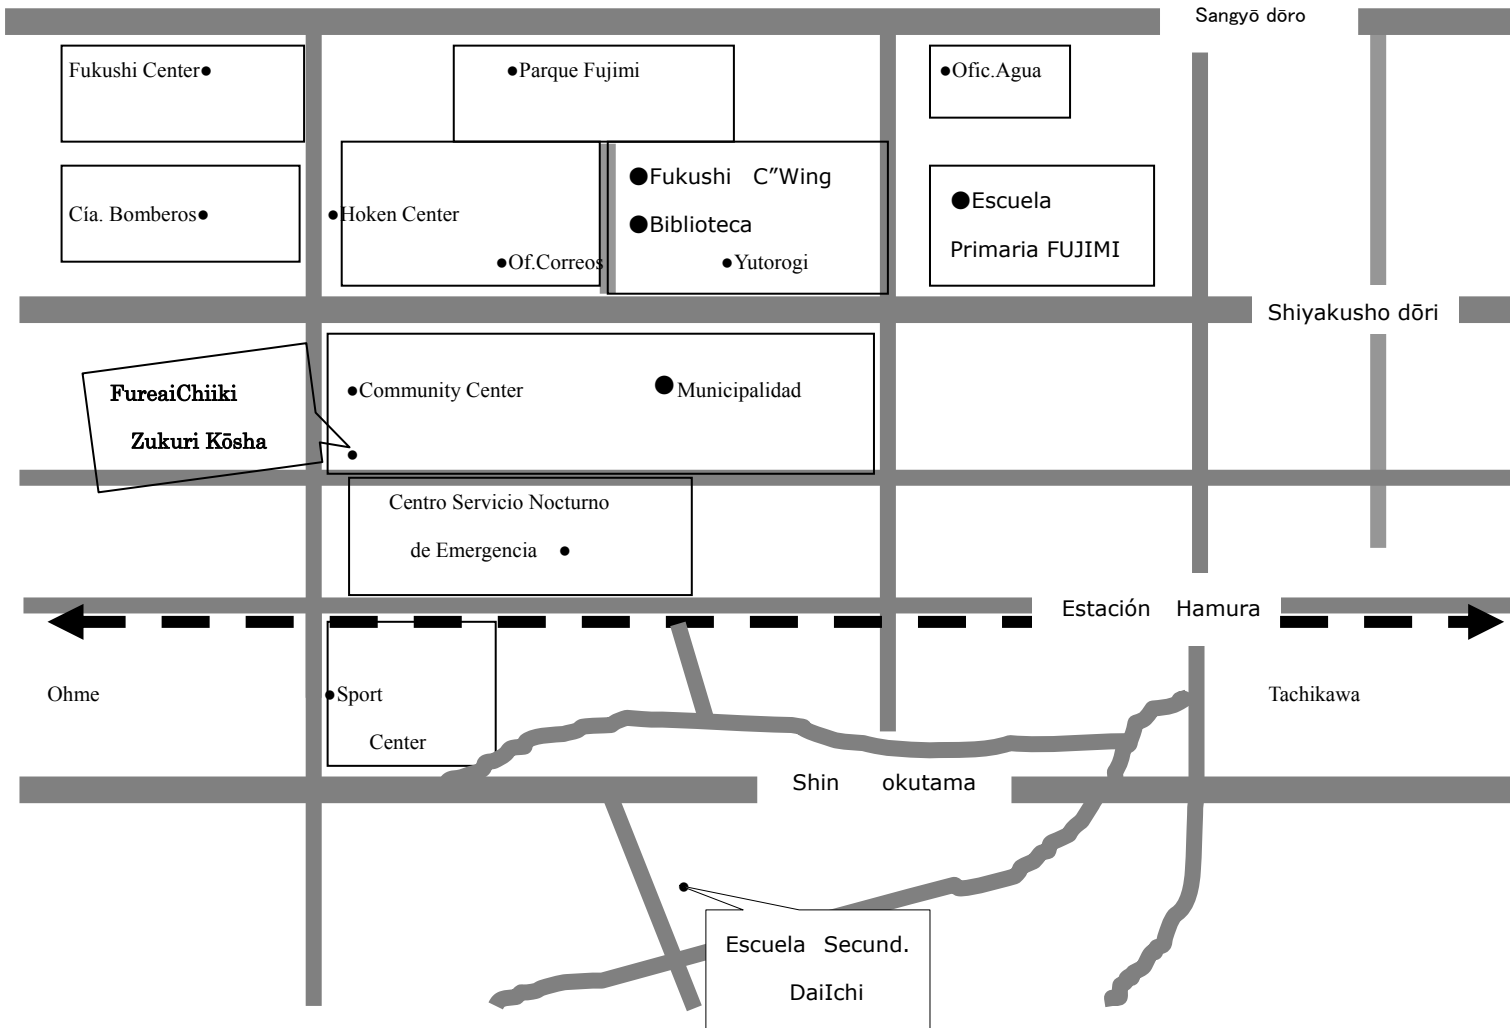 Sangyō dōro
Fukushi Center●
●Parque Fujimi
●Ofic.Agua
Cía. Bomberos●
●Hoken Center
●Of.Correos
●Fukushi C”Wing
●Biblioteca
●Yutorogi
●Escuela
Primaria FUJIMI
Shiyakusho dōri
FureaiChiiki
Zukuri Kōsha
●Community Center
●Municipalidad
Centro Servicio Nocturno
de Emergencia ●
Estación Hamura
Ohme
●Sport
Center
Tachikawa
Shin okutama
Escuela Secund.
DaiIchi